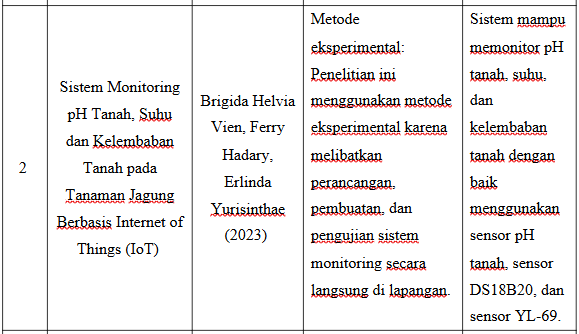 2
Sistem Monitoring
pH Tanah, Suhu
dan Kelembaban
Tanah pada
Tanaman Jagung
Berbasis Internet of
Things (IoT)
Brigida Helvia
Vien, Ferry
Hadary,
Erlinda
Yurisinthae
(2023)
Metode
eksperimental:
Penelitian ini
menggunakan metode
eksperimental karena
melibatkan
perancangan,
pembuatan, dan
pengujian sistem
monitoring secara
langsung di lapangan.
Sistem mampu
memonitor pH
tanah, suhu,
dan
kelembaban
tanah dengan
baik
menggunakan
sensor pH
tanah, sensor
DS18B20, dan
sensor YL-69.